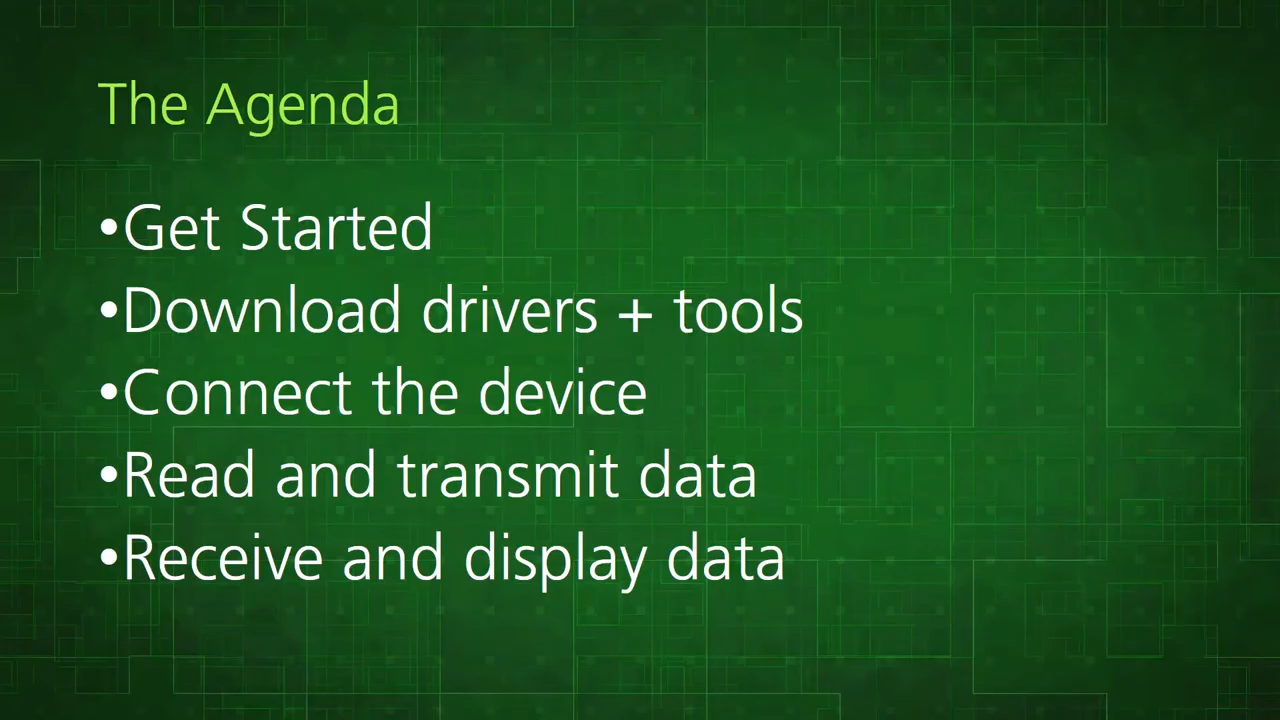 The Agenda
•Get Started
•Download drivers + tools
•Connect the device
•Read and transmit data
•Receive and display data